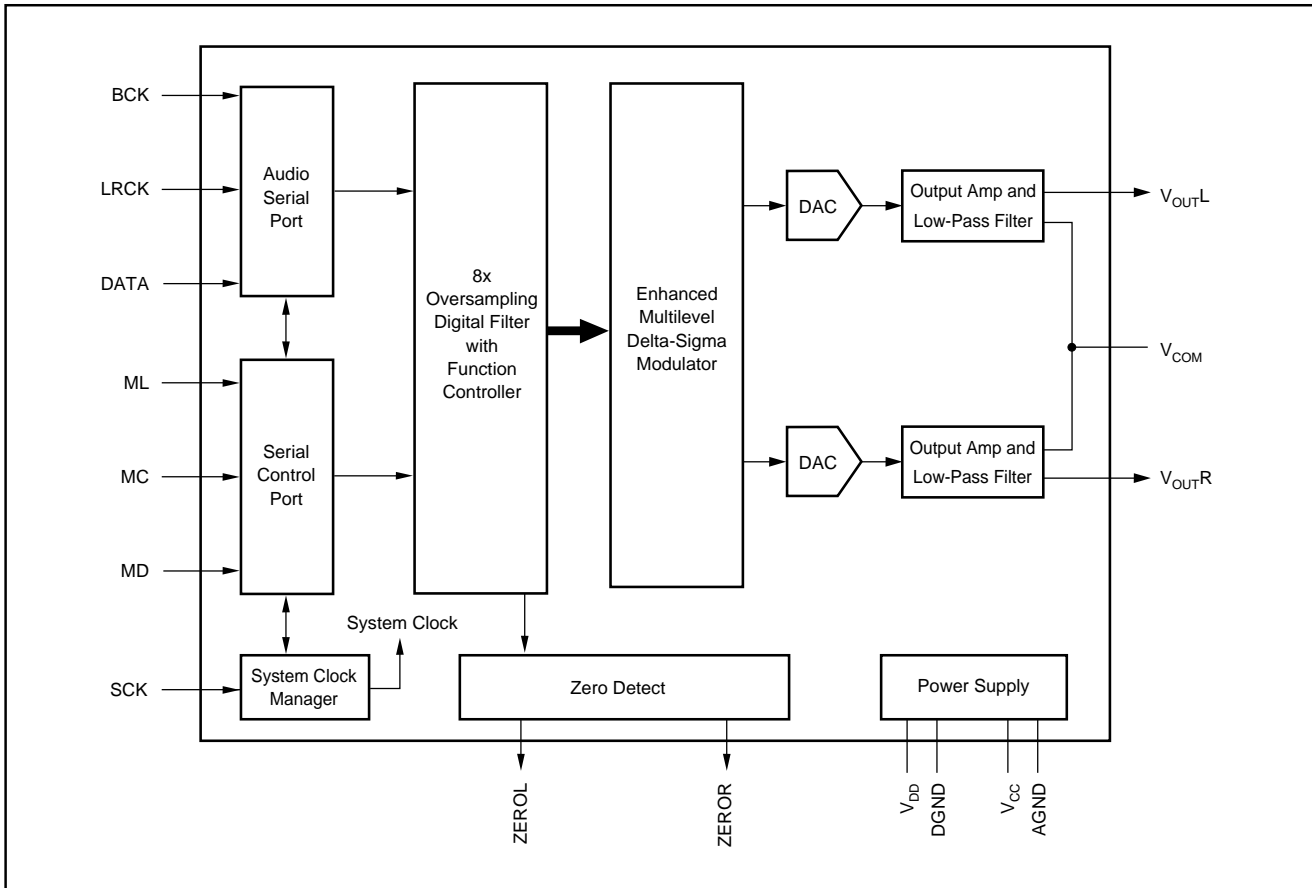 BCK
LRCK
DATA
ML
MC
MD
SCK
Audio
Serial
Port
Serial
Control
Port
System Clock
Manager
System Clock
8x
Oversampling
Digital Filter
with
Function
Controller
Enhanced
Multilevel
Delta-Sigma
Modulator
DAC
Output Amp and
Low-Pass Filter
DAC
Output Amp and
Low-Pass Filter
VOUTL
VCOM
VOUTR
Zero Detect
Power Supply
ZEROL
ZEROR
VDD
DGND
VCC
AGND